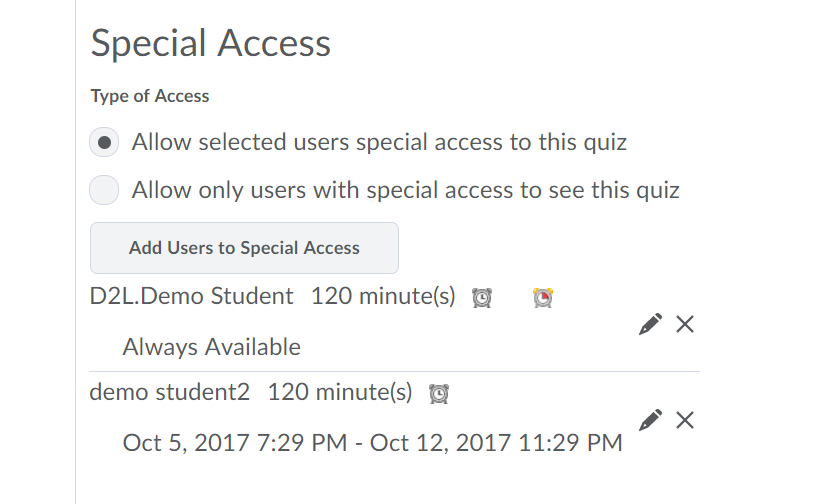 Special Access
Type of Access
Allow selected users special access to this quiz
Allow only users with special access to see this quiz
Add Users to Special Access
D2L.Demo Student 120 minute(s)
Always Available
demo student2 120 minute(s)
Oct 5, 2017 7:29 PM - Oct 12, 2017 11:29 PM